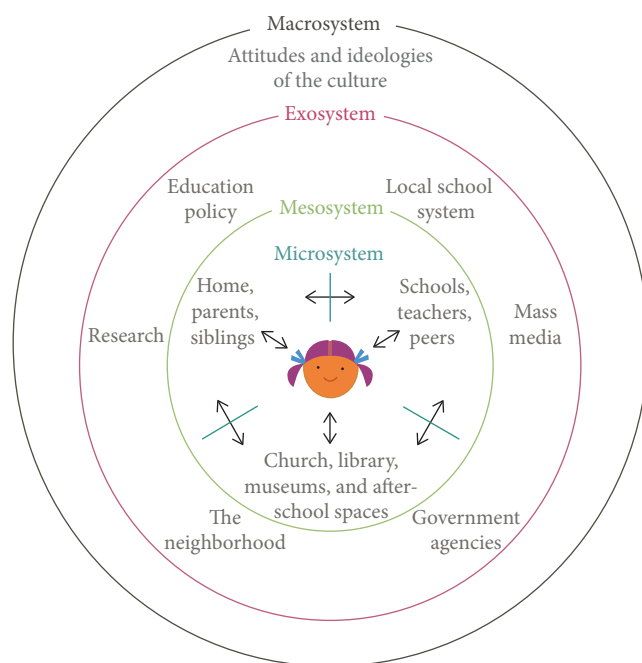 Macrosystem
Attitudes and ideologies
of the culture
Exosystem
Education
policy
Local school
system
Mesosystem
Microsystem
Home,
parents,
siblings
Schools,
teachers,
peers
Research
Mass
media
Church, library,
museums, and after-
school spaces
The
neighborhood
Government
agencies